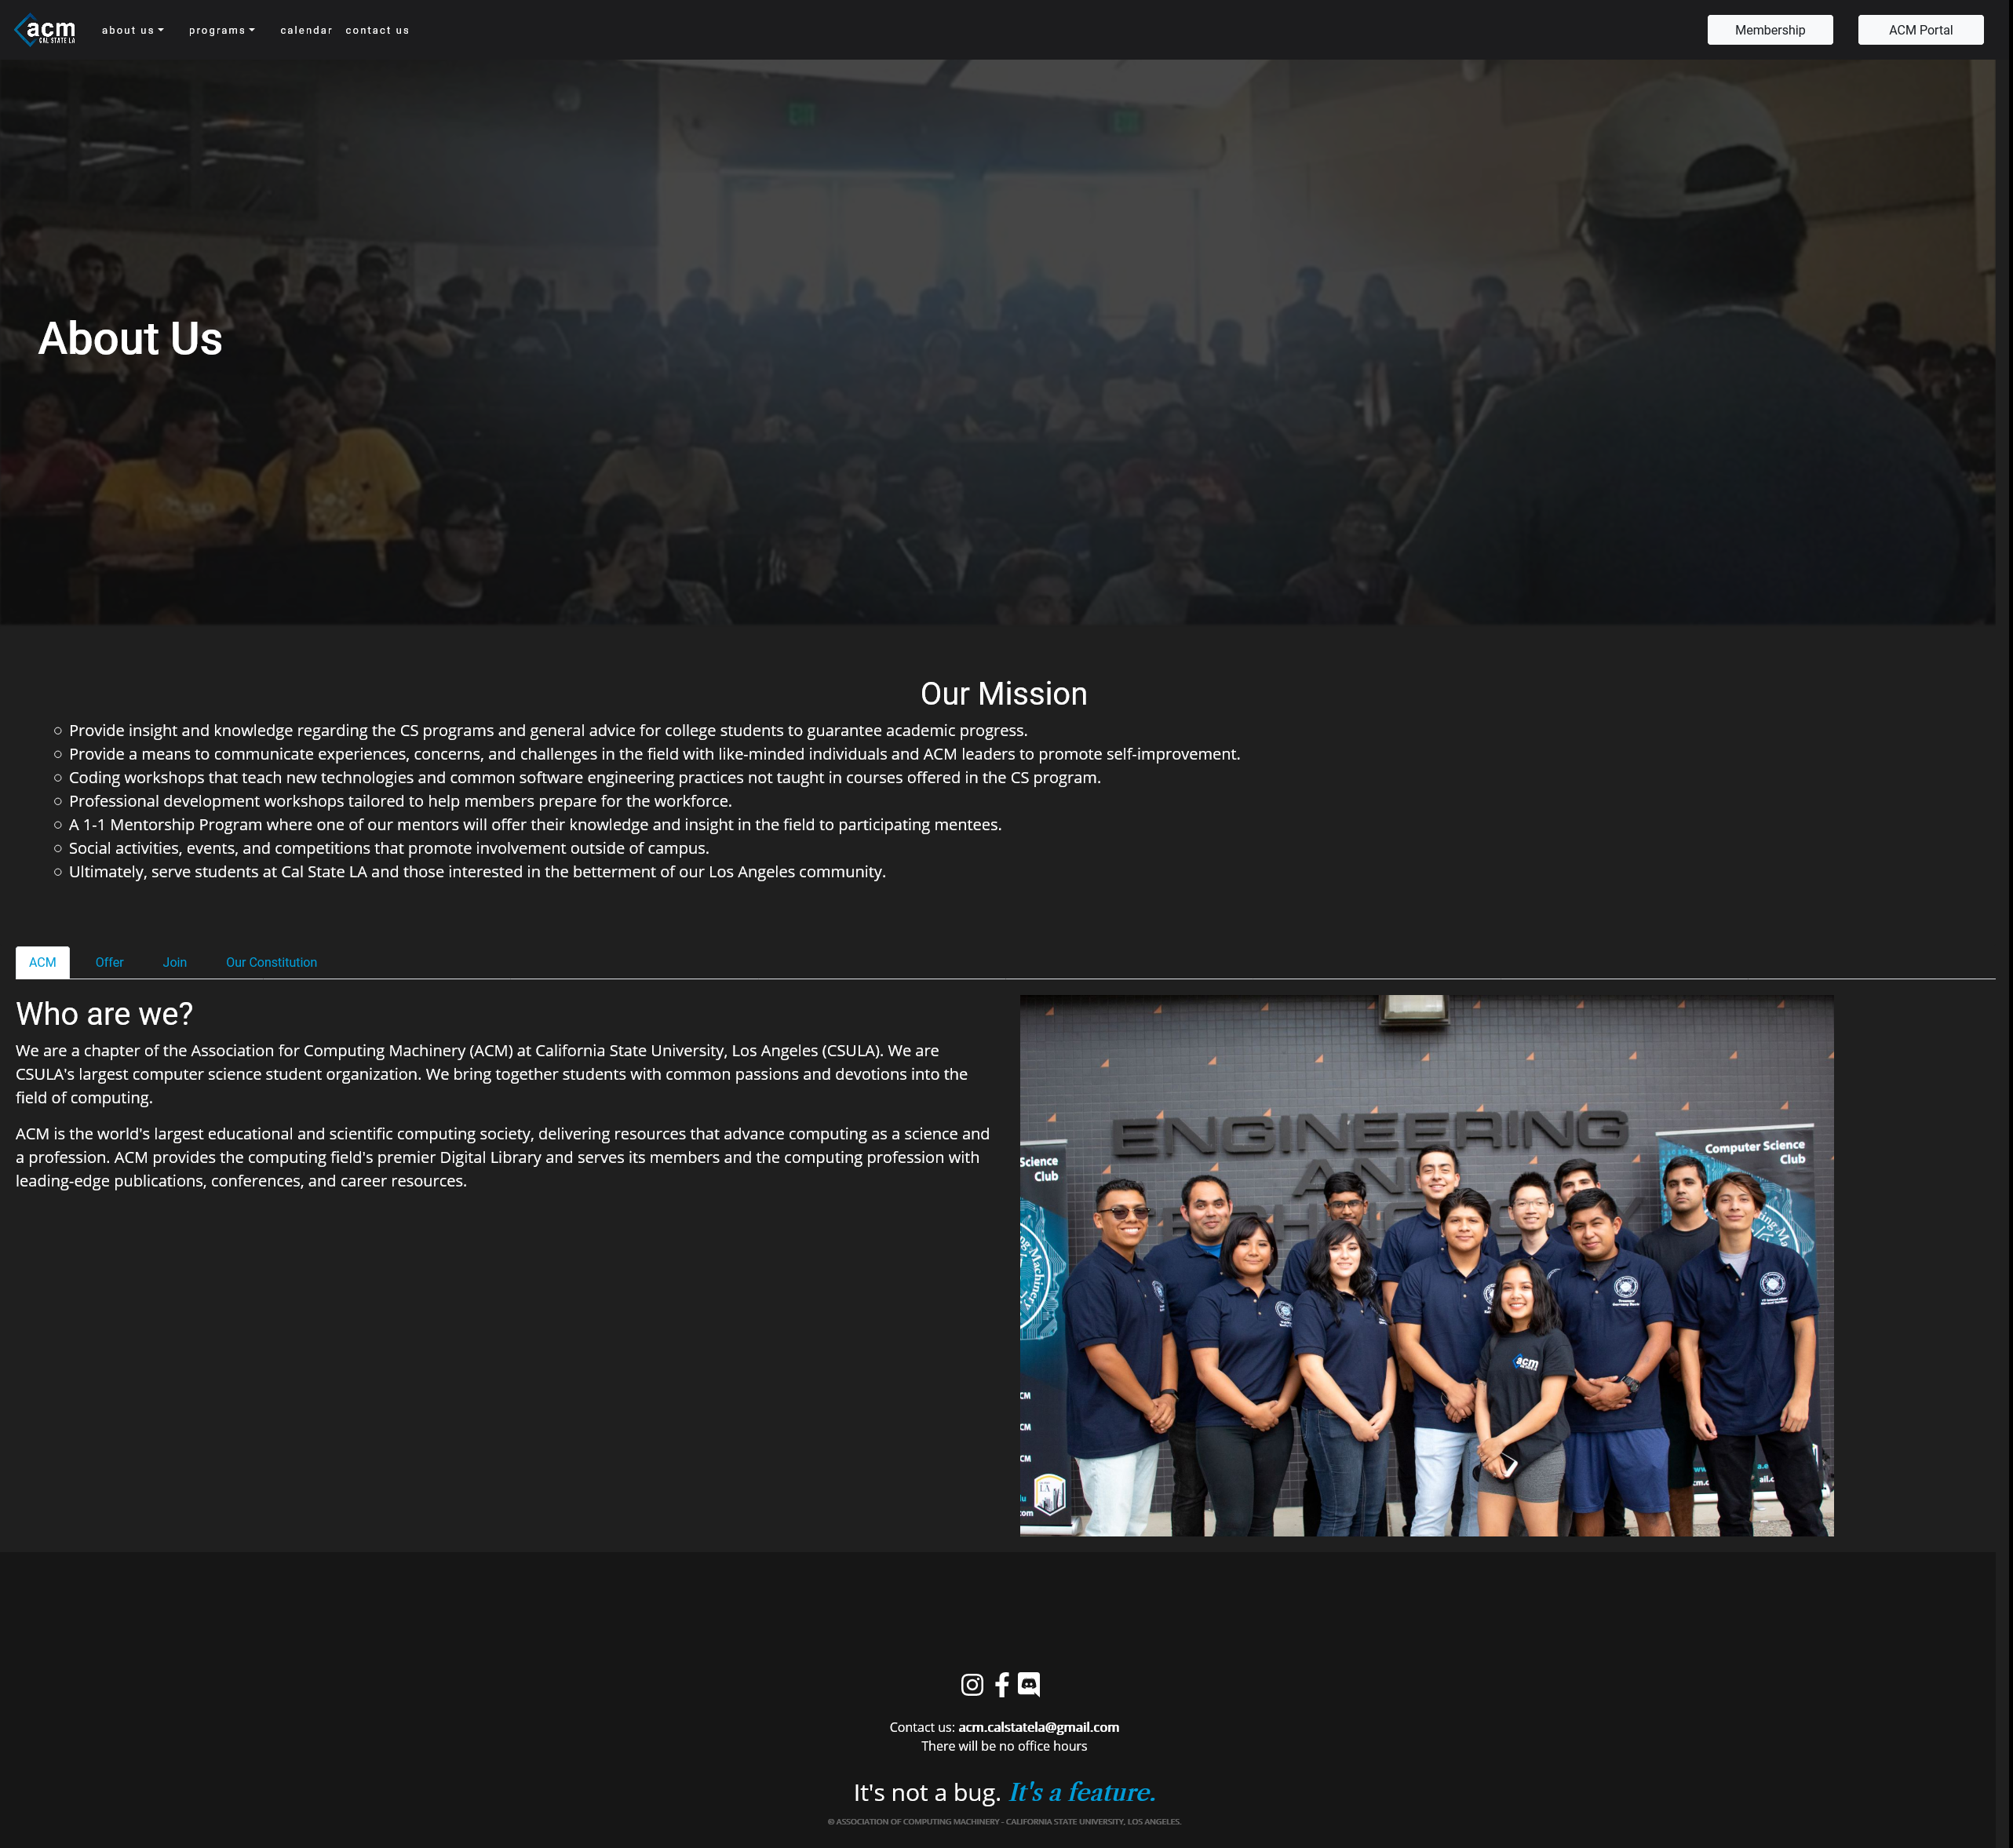 acm
CAL STATE LA
about us
programs
calendar
contact us
Membership
ACM Portal
About Us
Our Mission
Provide insight and knowledge regarding the CS programs and general advice for college students to guarantee academic progress.
Provide a means to communicate experiences, concerns, and challenges in the field with like-minded individuals and ACM leaders to promote self-improvement.
Coding workshops that teach new technologies and common software engineering practices not taught in courses offered in the CS program.
Professional development workshops tailored to help members prepare for the workforce.
A 1-1 Mentorship Program where one of our mentors will offer their knowledge and insight in the field to participating mentees.
Social activities, events, and competitions that promote involvement outside of campus.
Ultimately, serve students at Cal State LA and those interested in the betterment of our Los Angeles community.
ACM
Offer
Join
Our Constitution
Who are we?
We are a chapter of the Association for Computing Machinery (ACM) at California State University, Los Angeles (CSULA). We are
CSULA's largest computer science student organization. We bring together students with common passions and devotions into the
field of computing.
ACM is the world's largest educational and scientific computing society, delivering resources that advance computing as a science and
a profession. ACM provides the computing field's premier Digital Library and serves its members and the computing profession with
leading-edge publications, conferences, and career resources.
ENGINEERING
Science
Club
Computer Science
Club
acm
LA
Contact us: acm.calstatela@gmail.com
There will be no office hours
It's not a bug. It's a feature.
© ASSOCIATION OF COMPUTING MACHINERY - CALIFORNIA STATE UNIVERSITY, LOS ANGELES.